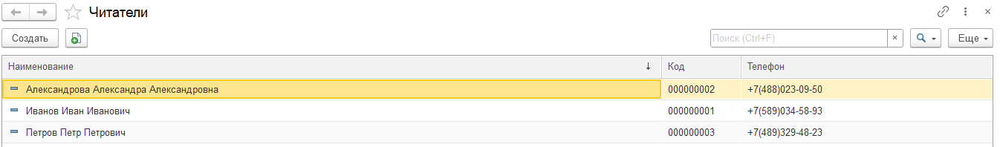 Читатели
Создать Поиск (Ctrl+F) × Еще
Наименование ↓ Код Телефон
Александрова Александра Александровна 000000002 +7(488)023-09-50
Иванов Иван Иванович 000000001 +7(589)034-58-93
Петров Петр Петрович 000000003 +7(489)329-48-23